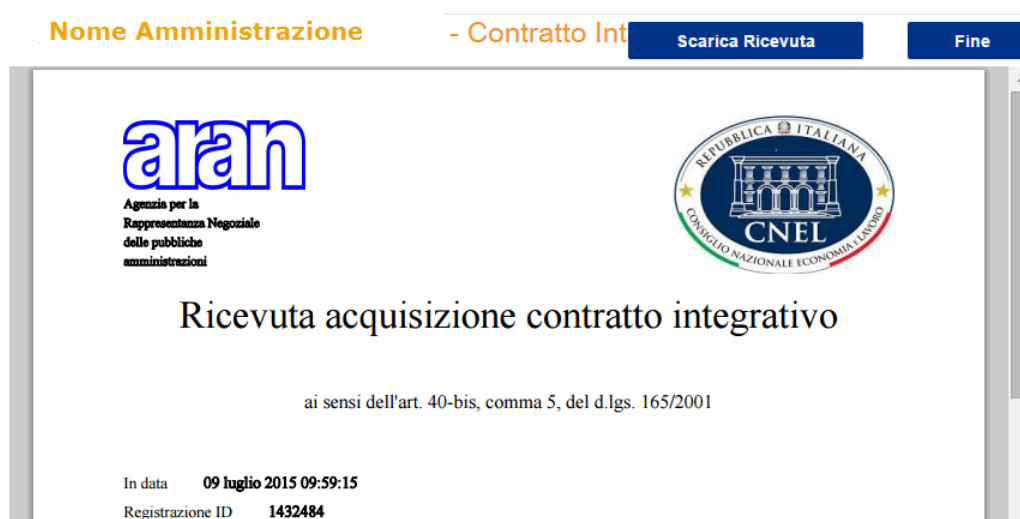 Nome Amministrazione - Contratto Int
Scarica Ricevuta
Fine
aran
Agenzia per la
Rappresentanza Negoziale
delle pubbliche
amministrazioni
REPUBBLICA ITALIANA
CNEL
CONSIGLIO NAZIONALE ECONOMIA E LAVORO
Ricevuta acquisizione contratto integrativo
ai sensi dell'art. 40-bis, comma 5, del d.lgs. 165/2001
In data 09 luglio 2015 09:59:15
Registrazione ID 1432484